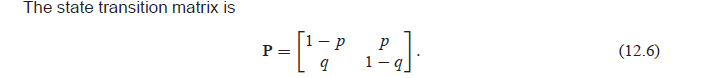 The state transition matrix is
P = [1 − p p
q 1 − q]. (12.6)